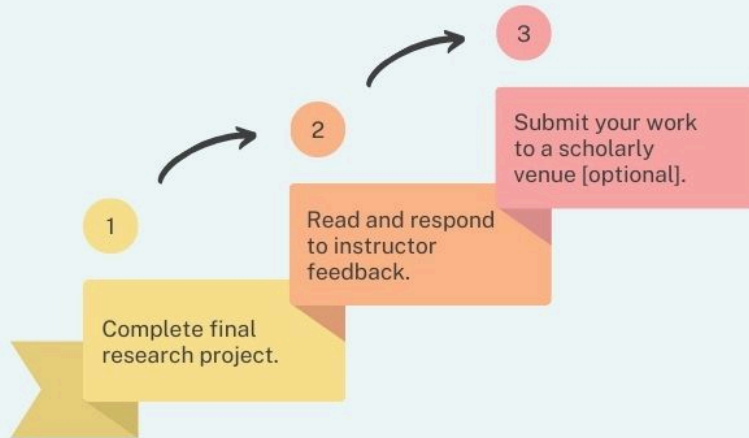 1
Complete final
research project.
2
Read and respond
to instructor
feedback.
3
Submit your work
to a scholarly
venue [optional].